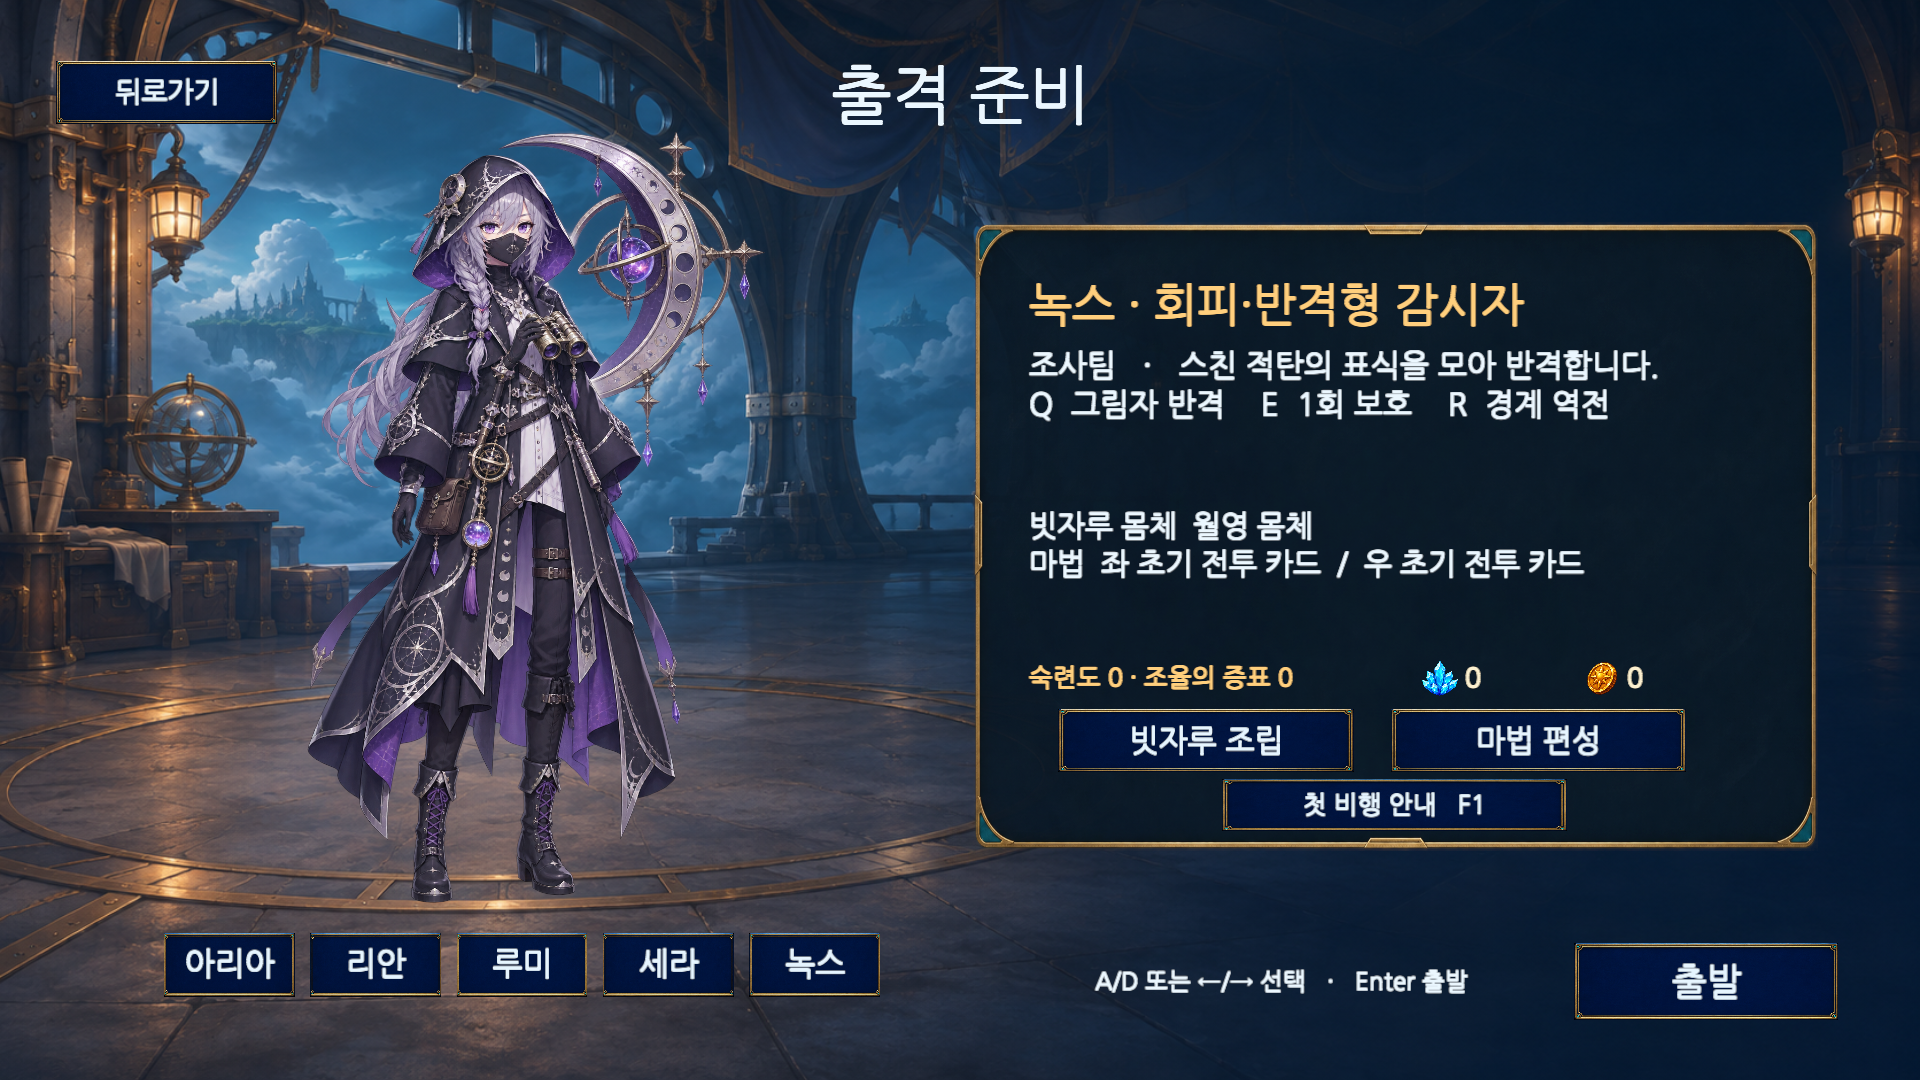 뒤로가기
출격 준비
녹스 · 회피·반격형 감시자
조사팀 · 스친 적탄의 표식을 모아 반격합니다.
Q 그림자 반격 E 1회 보호 R 경계 역전
빗자루 몸체 월영 몸체
마법 좌 초기 전투 카드 / 우 초기 전투 카드
숙련도 0 · 조율의 증표 0 0 0
빗자루 조립 마법 편성
첫 비행 안내 F1
아리아 리안 루미 세라 녹스
A/D 또는 ←/→ 선택 · Enter 출발
출발